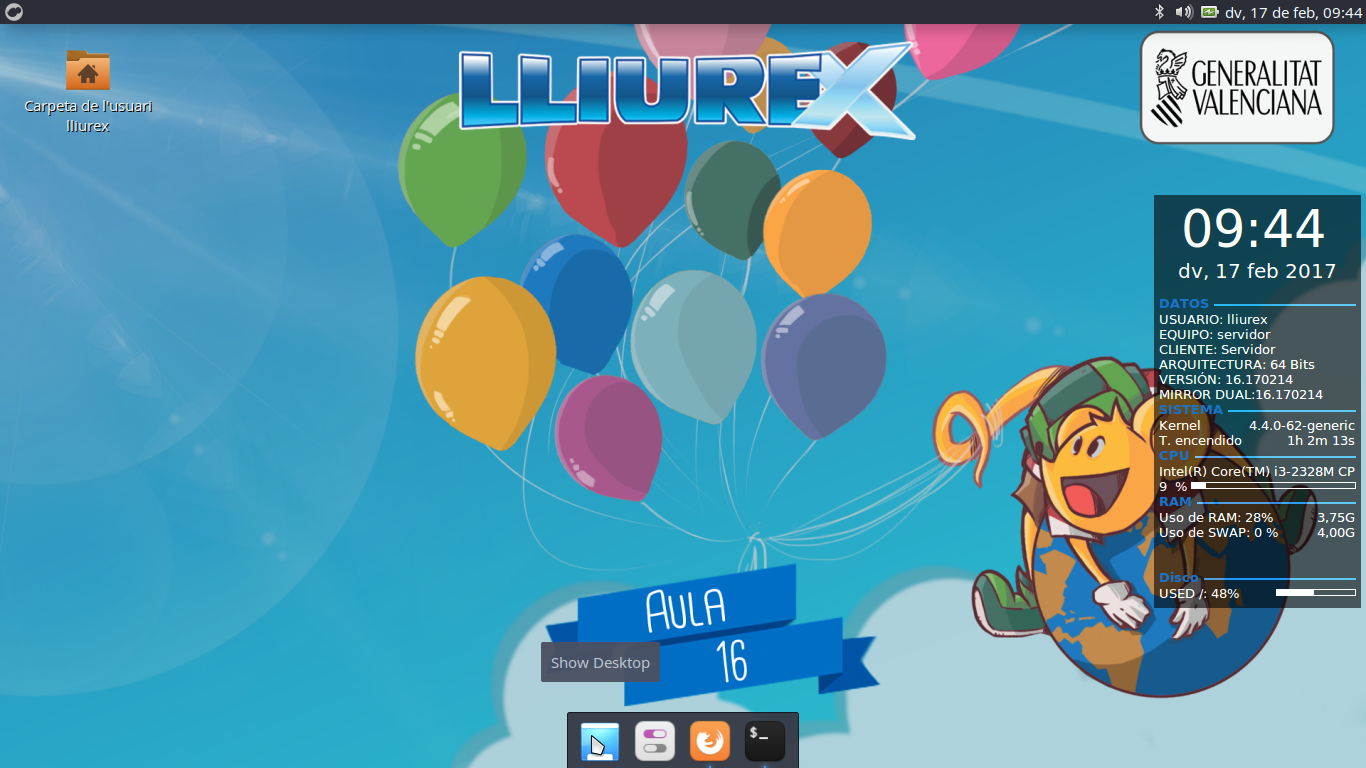 dv, 17 de feb, 09:44
Carpeta de l'usuari
lliurex
LLIUREX
GENERALITAT
VALENCIANA
09:44
dv, 17 feb 2017
DATOS
USUARIO: lliurex
EQUIPO: servidor
CLIENTE: Servidor
ARQUITECTURA: 64 Bits
VERSIÓN: 16.170214
MIRROR DUAL:16.170214
SISTEMA
Kernel 4.4.0-62-generic
T. encendido 1h 2m 13s
CPU
Intel(R) Core(TM) i3-2328M CP
9 %
RAM
Uso de RAM: 28% 3,75G
Uso de SWAP: 0 % 4,00G
Disco
USED /: 48%
AULA
16
Show Desktop
$_